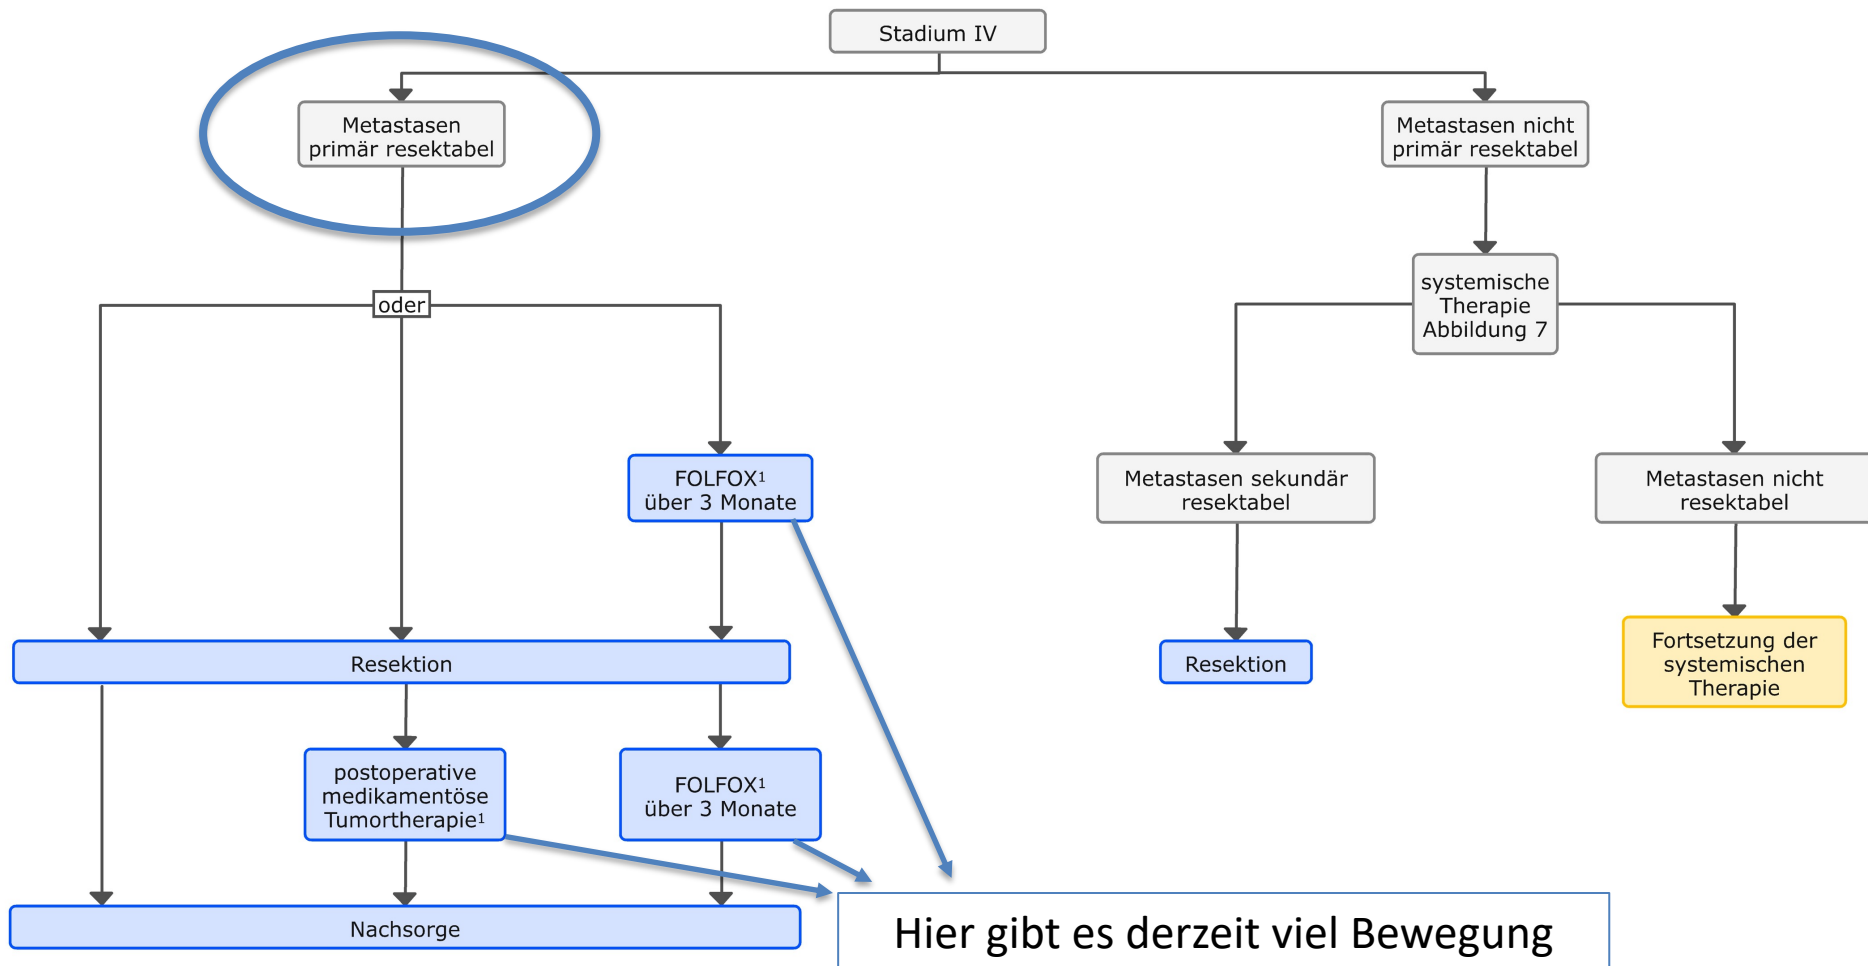 Stadium IV
Metastasen
primär resektabel
Metastasen nicht
primär resektabel
oder
systemische
Therapie
Abbildung 7
FOLFOX¹
über 3 Monate
Metastasen sekundär
resektabel
Metastasen nicht
resektabel
Resektion
Resektion
Fortsetzung der
systemischen
Therapie
postoperative
medikamentöse
Tumortherapie¹
FOLFOX¹
über 3 Monate
Nachsorge
Hier gibt es derzeit viel Bewegung